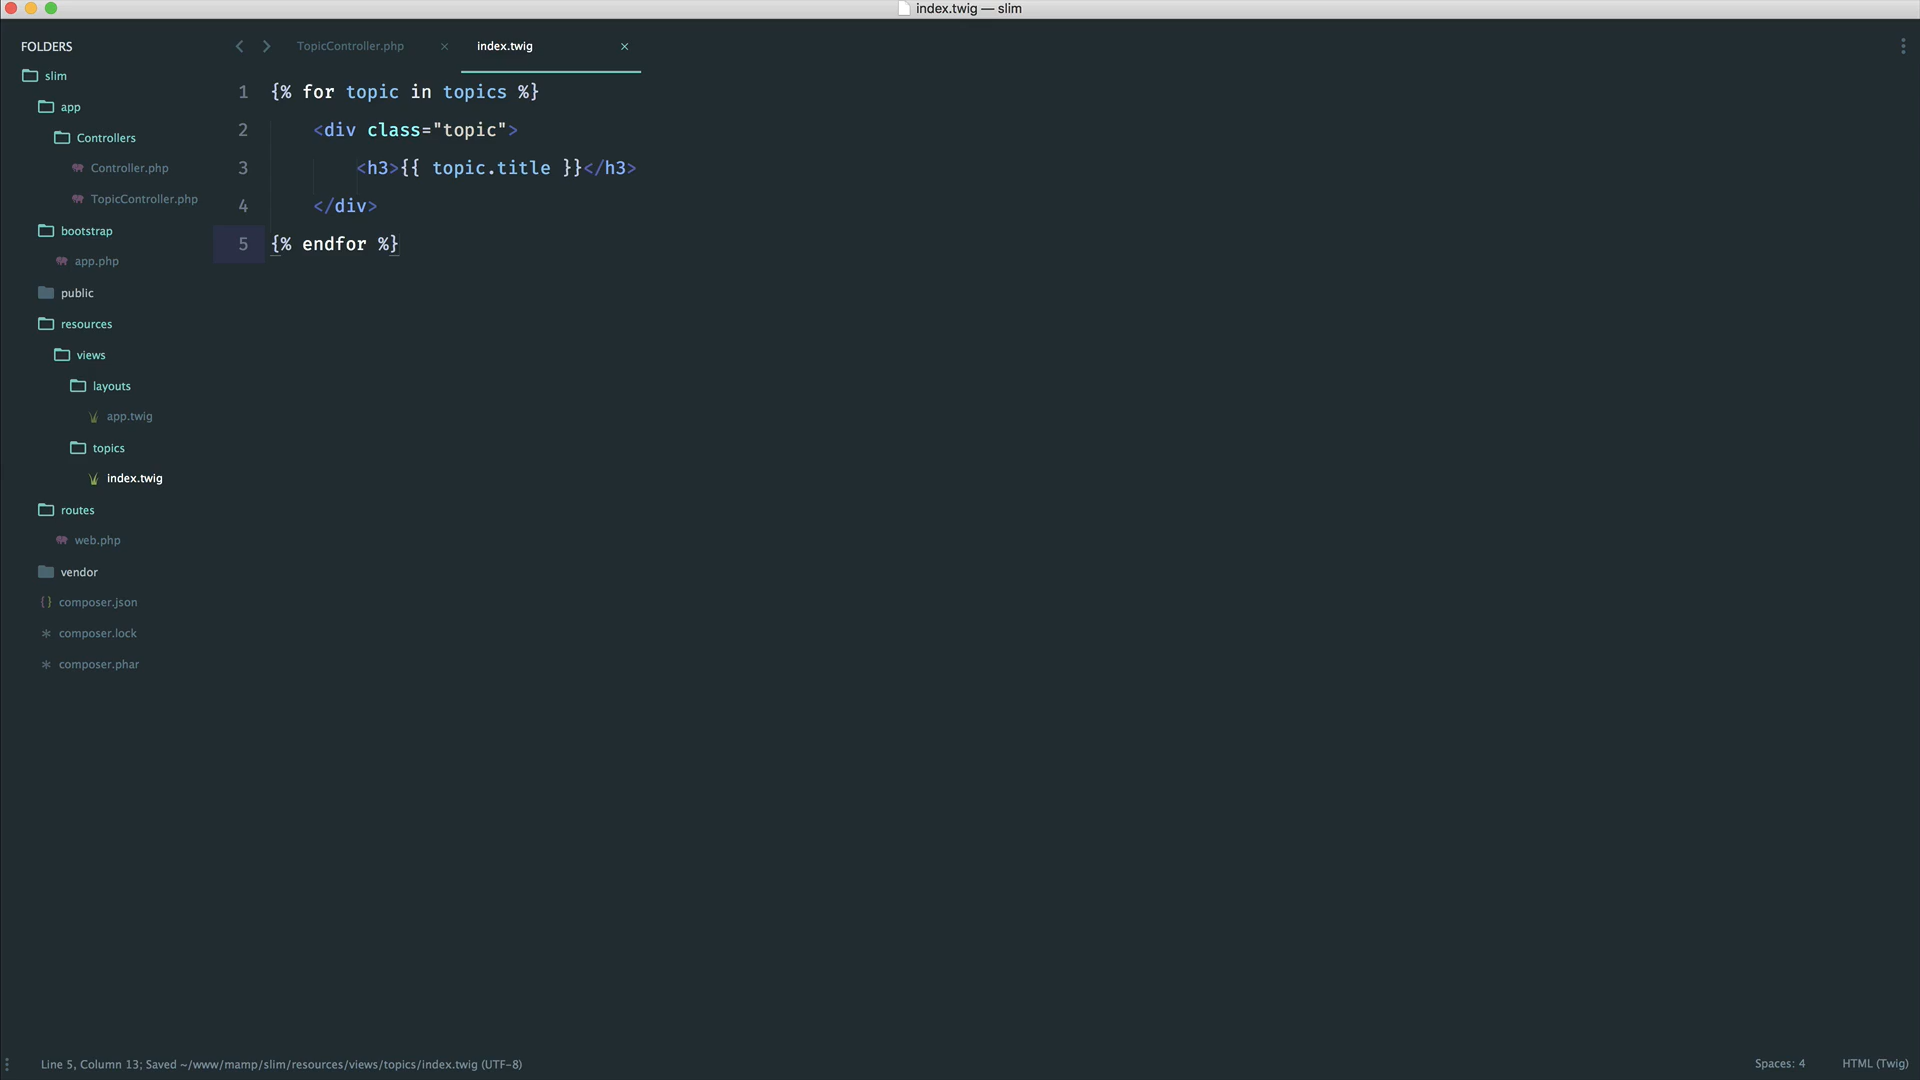 index.twig — slim
FOLDERS
slim
app
Controllers
Controller.php
TopicController.php
bootstrap
app.php
public
resources
views
layouts
app.twig
topics
index.twig
routes
web.php
vendor
composer.json
composer.lock
composer.phar
TopicController.php
index.twig
1 {% for topic in topics %}
2 <div class="topic">
3 <h3>{{ topic.title }}</h3>
4 </div>
5 {% endfor %}
Line 5, Column 13; Saved ~/www/mamp/slim/resources/views/topics/index.twig (UTF-8)
Spaces: 4
HTML (Twig)